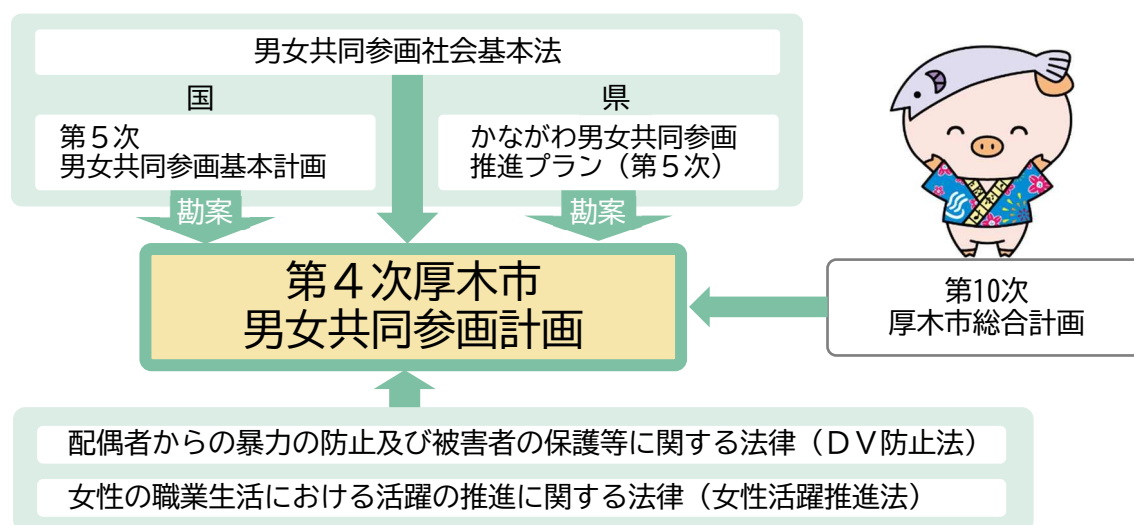 男女共同参画社会基本法
国
県
第５次
男女共同参画基本計画
かながわ男女共同参画
推進プラン（第５次）
勘案
勘案
第４次厚木市
男女共同参画計画
第10次
厚木市総合計画
配偶者からの暴力の防止及び被害者の保護等に関する法律（ＤＶ防止法）
女性の職業生活における活躍の推進に関する法律（女性活躍推進法）